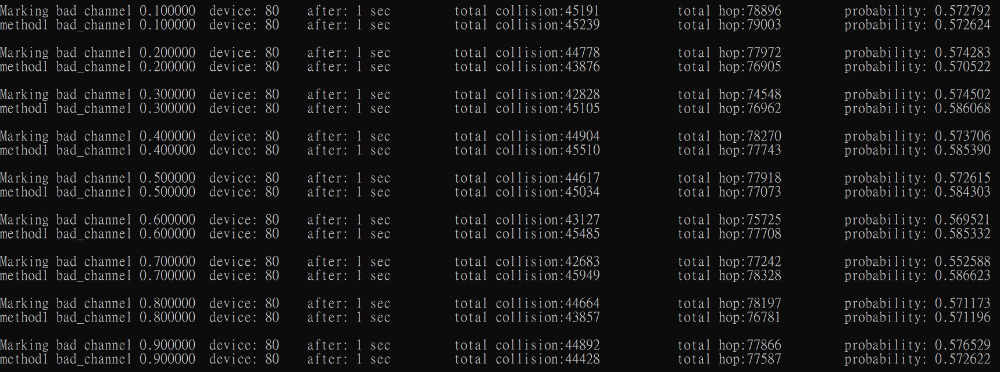 Marking bad channel 0.100000 device: 80 after: 1 sec total collision:45191 total hop:78896 probability: 0.572792
method1 bad_channel 0.100000 device: 80 after: 1 sec total collision:45239 total hop:79003 probability: 0.572624
Marking bad channel 0.200000 device: 80 after: 1 sec total collision:44778 total hop:77972 probability: 0.574283
method1 bad_channel 0.200000 device: 80 after: 1 sec total collision:43876 total hop:76905 probability: 0.570522
Marking bad channel 0.300000 device: 80 after: 1 sec total collision:42828 total hop:74548 probability: 0.574502
method1 bad_channel 0.300000 device: 80 after: 1 sec total collision:45105 total hop:76962 probability: 0.586068
Marking bad channel 0.400000 device: 80 after: 1 sec total collision:44904 total hop:78270 probability: 0.573706
method1 bad_channel 0.400000 device: 80 after: 1 sec total collision:45510 total hop:77743 probability: 0.585390
Marking bad channel 0.500000 device: 80 after: 1 sec total collision:44617 total hop:77918 probability: 0.572615
method1 bad_channel 0.500000 device: 80 after: 1 sec total collision:45034 total hop:77073 probability: 0.584303
Marking bad channel 0.600000 device: 80 after: 1 sec total collision:43127 total hop:75725 probability: 0.569521
method1 bad_channel 0.600000 device: 80 after: 1 sec total collision:45485 total hop:77708 probability: 0.585332
Marking bad channel 0.700000 device: 80 after: 1 sec total collision:42683 total hop:77242 probability: 0.552588
method1 bad_channel 0.700000 device: 80 after: 1 sec total collision:45949 total hop:78328 probability: 0.586623
Marking bad channel 0.800000 device: 80 after: 1 sec total collision:44664 total hop:78197 probability: 0.571173
method1 bad_channel 0.800000 device: 80 after: 1 sec total collision:43857 total hop:76781 probability: 0.571196
Marking bad channel 0.900000 device: 80 after: 1 sec total collision:44892 total hop:77866 probability: 0.576529
method1 bad_channel 0.900000 device: 80 after: 1 sec total collision:44428 total hop:77587 probability: 0.572622